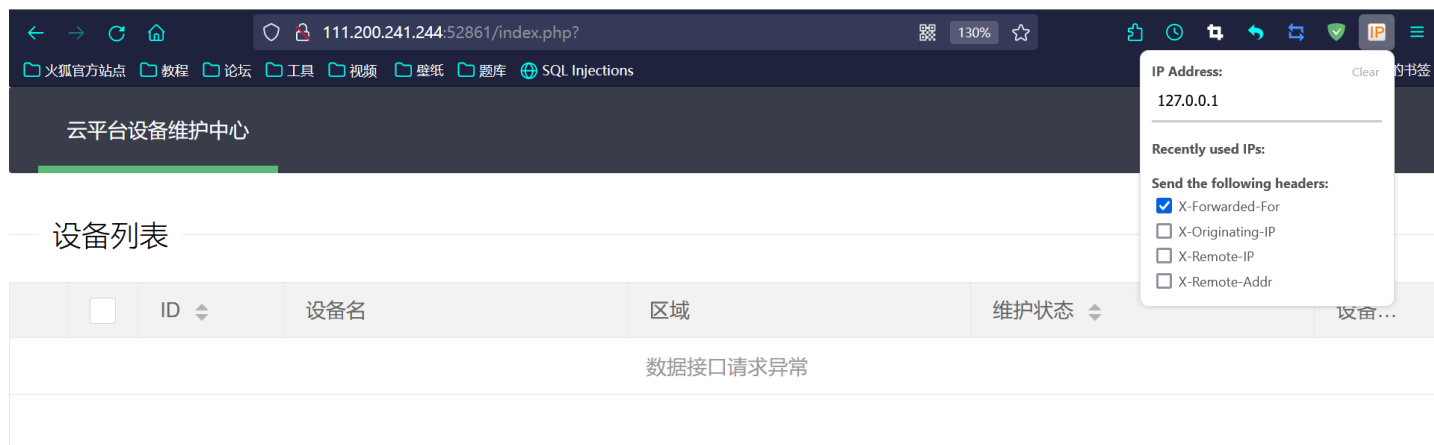 111.200.241.244:52861/index.php?
130%
IP
火狐官方站点 教程 论坛 工具 视频 壁纸 题库 SQL Injections
的书签
IP Address: Clear
127.0.0.1
Recently used IPs:
Send the following headers:
X-Forwarded-For
X-Originating-IP
X-Remote-IP
X-Remote-Addr
云平台设备维护中心
设备列表
ID 设备名 区域 维护状态 设备...
数据接口请求异常